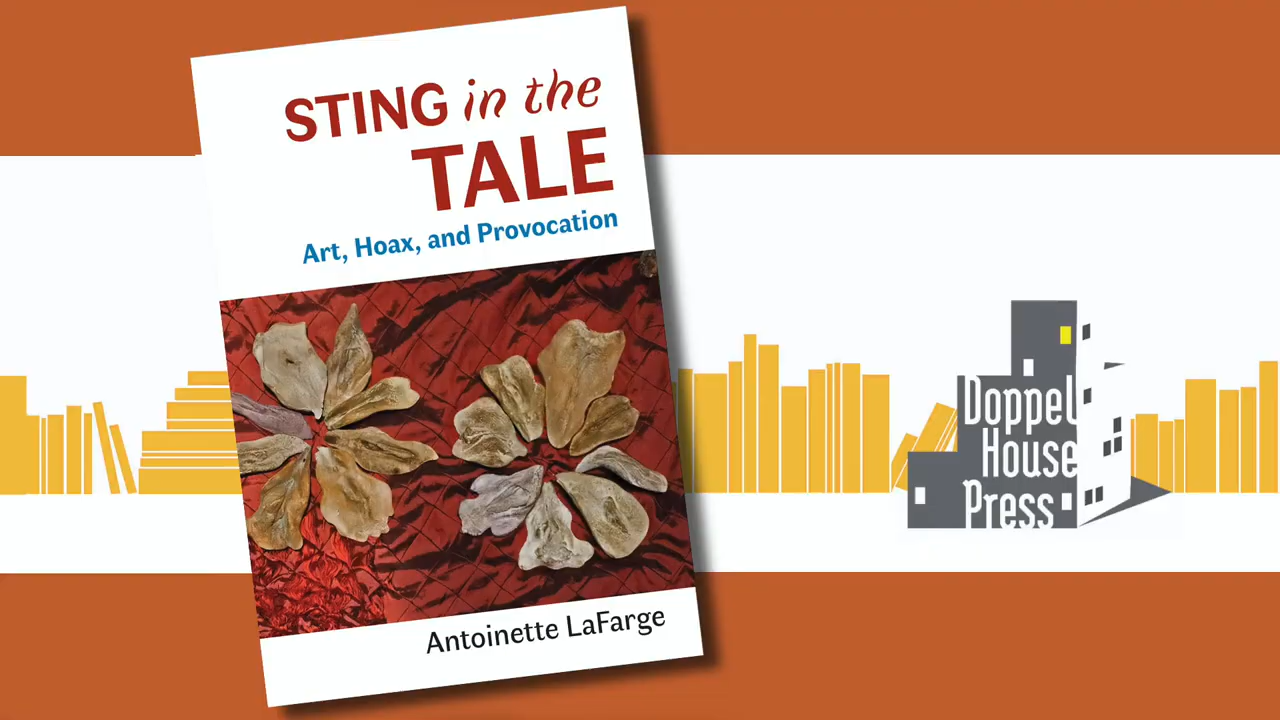 STING in the
TALE
Art, Hoax, and Provocation
Antoinette LaFarge
Doppel
House
Press